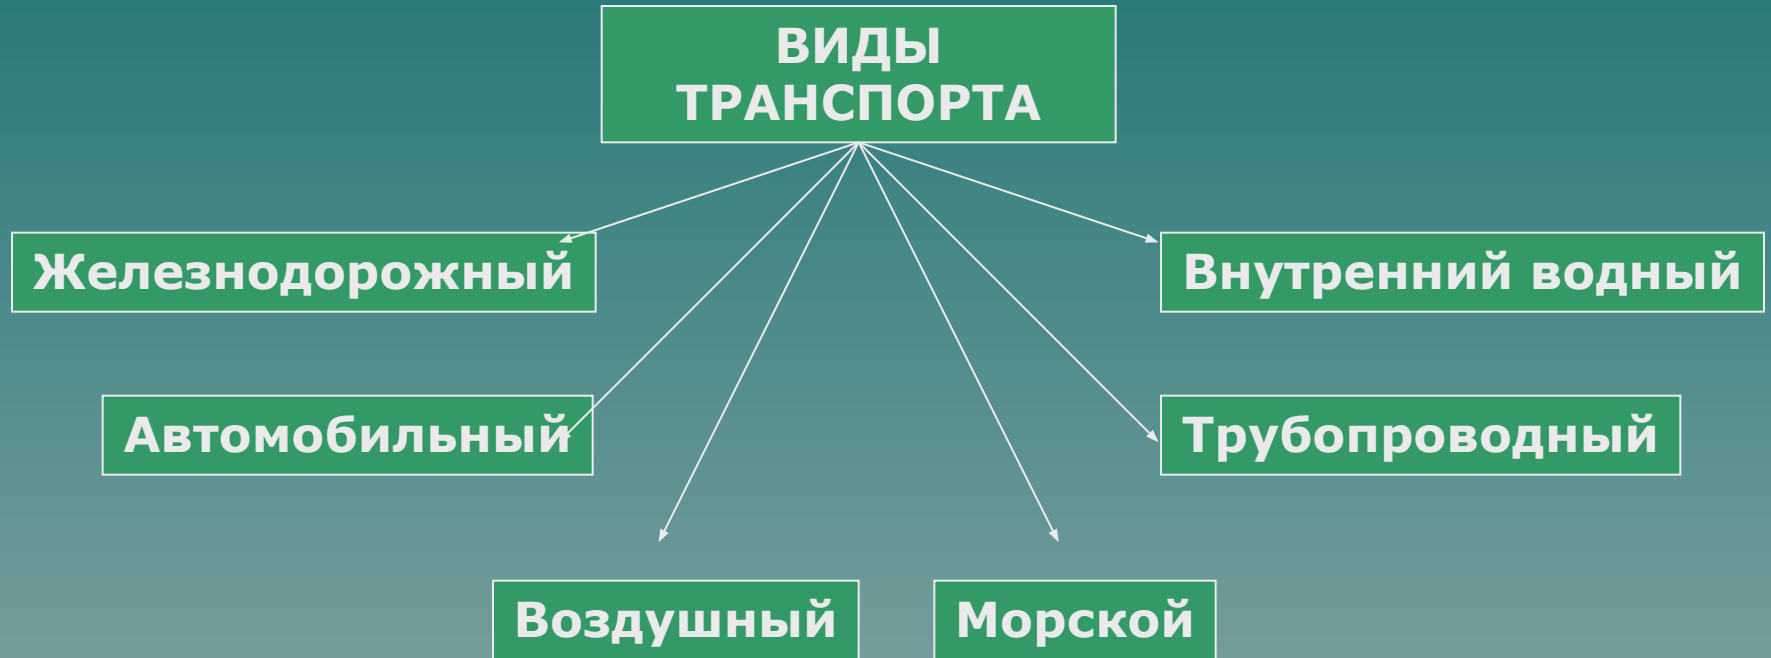 ВИДЫ
ТРАНСПОРТА
Железнодорожный
Внутренний водный
Автомобильный
Трубопроводный
Воздушный
Морской